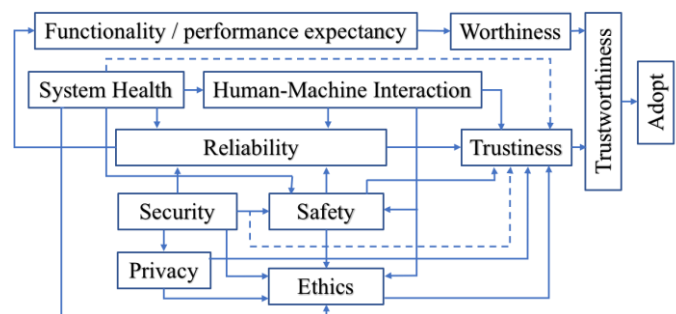 Functionality / performance expectancy
Worthiness
System Health
Human-Machine Interaction
Reliability
Trustiness
Trustworthiness
Adopt
Security
Safety
Privacy
Ethics